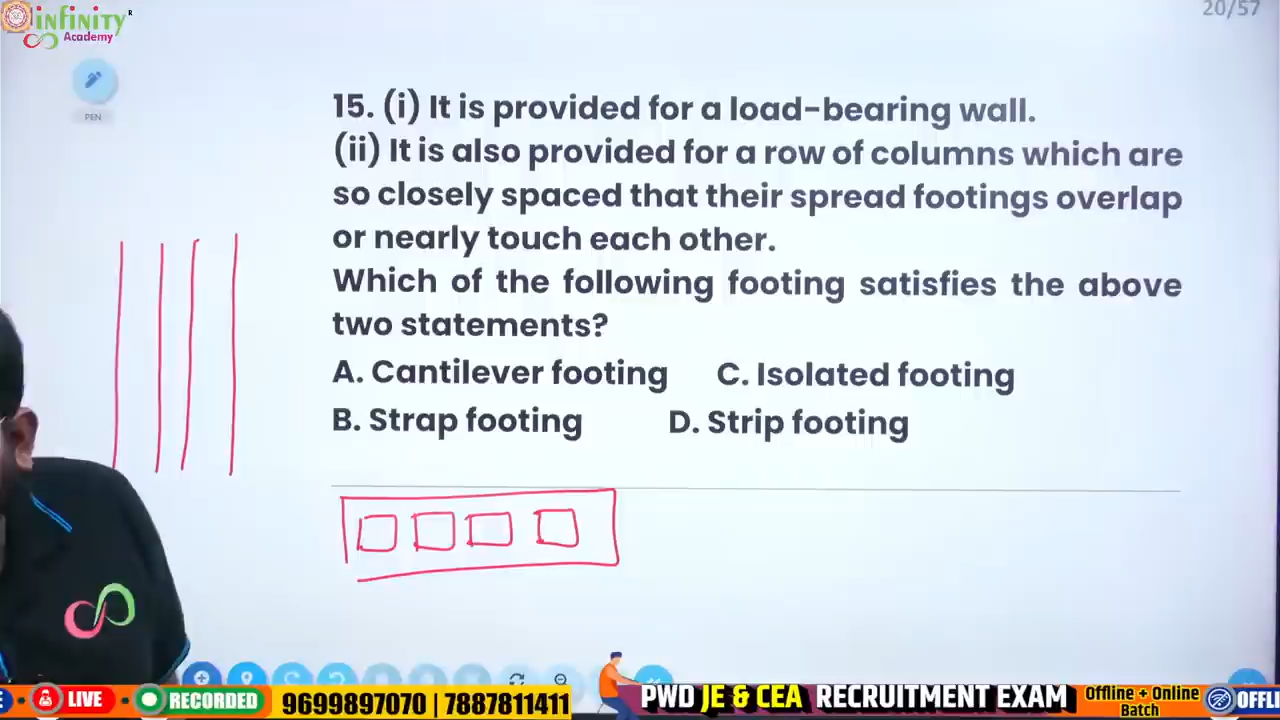 infinity
Academy
20/57
PEN
15. (i) It is provided for a load-bearing wall.
(ii) It is also provided for a row of columns which are
so closely spaced that their spread footings overlap
or nearly touch each other.
Which of the following footing satisfies the above
two statements?
A. Cantilever footing C. Isolated footing
B. Strap footing D. Strip footing
LIVE RECORDED 9699897070 | 7887811411 PWD JE & CEA RECRUITMENT EXAM Offline + Online Batch OFFLI